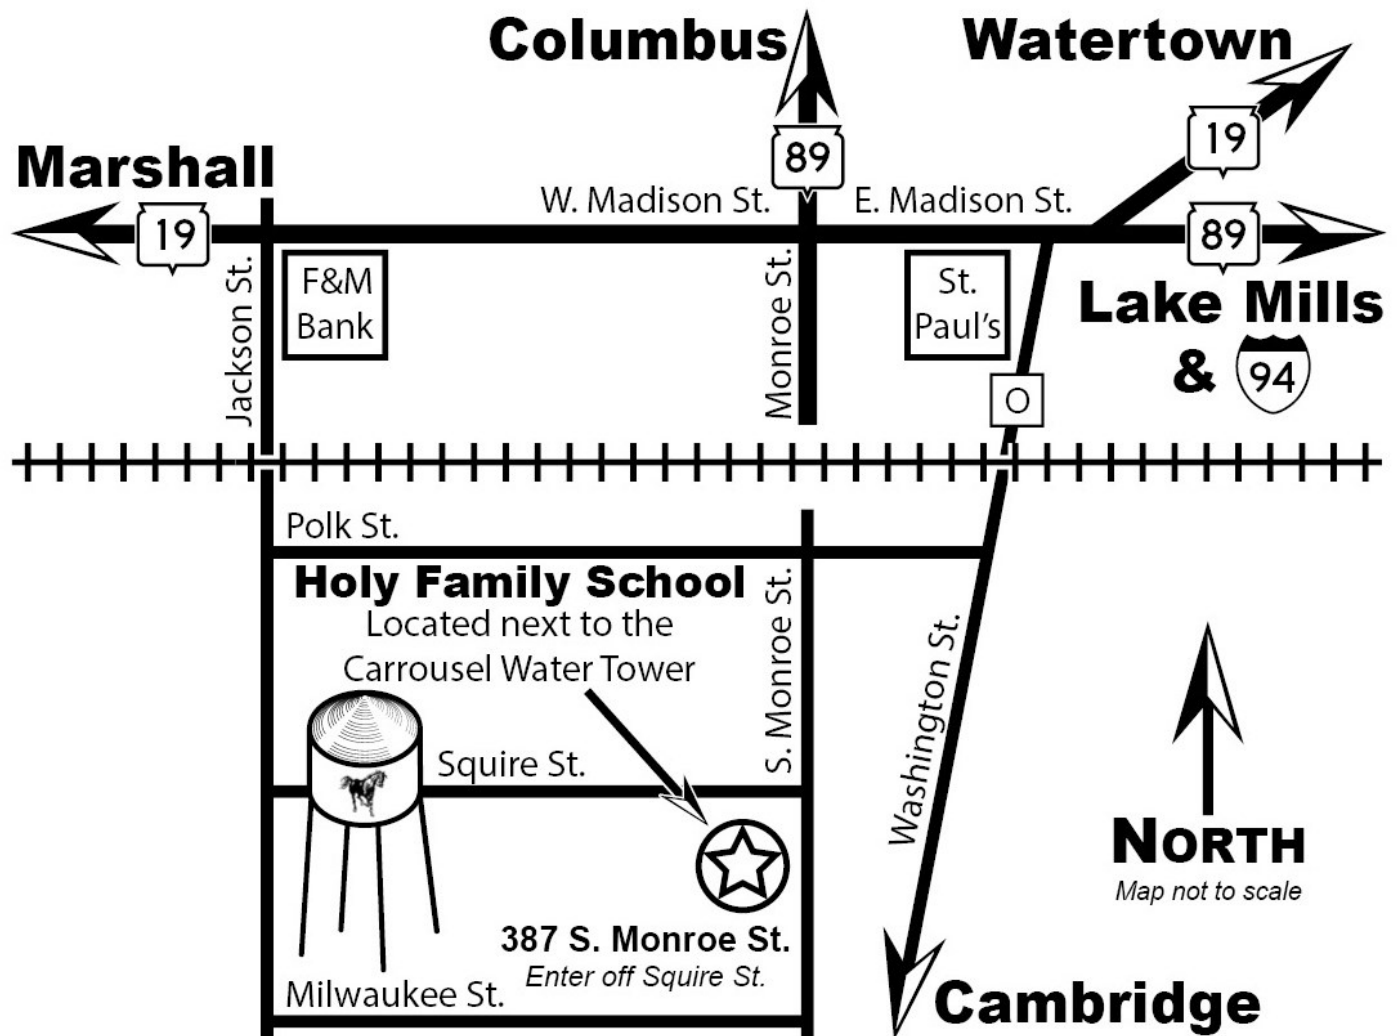 Columbus
Watertown
89
19
Marshall
19
W. Madison St.
E. Madison St.
89
Jackson St.
F&M
Bank
Monroe St.
St.
Paul's
Lake Mills
& 94
O
Polk St.
Holy Family School
Located next to the
Carrousel Water Tower
S. Monroe St.
Squire St.
Washington St.
NORTH
Map not to scale
387 S. Monroe St.
Enter off Squire St.
Milwaukee St.
Cambridge